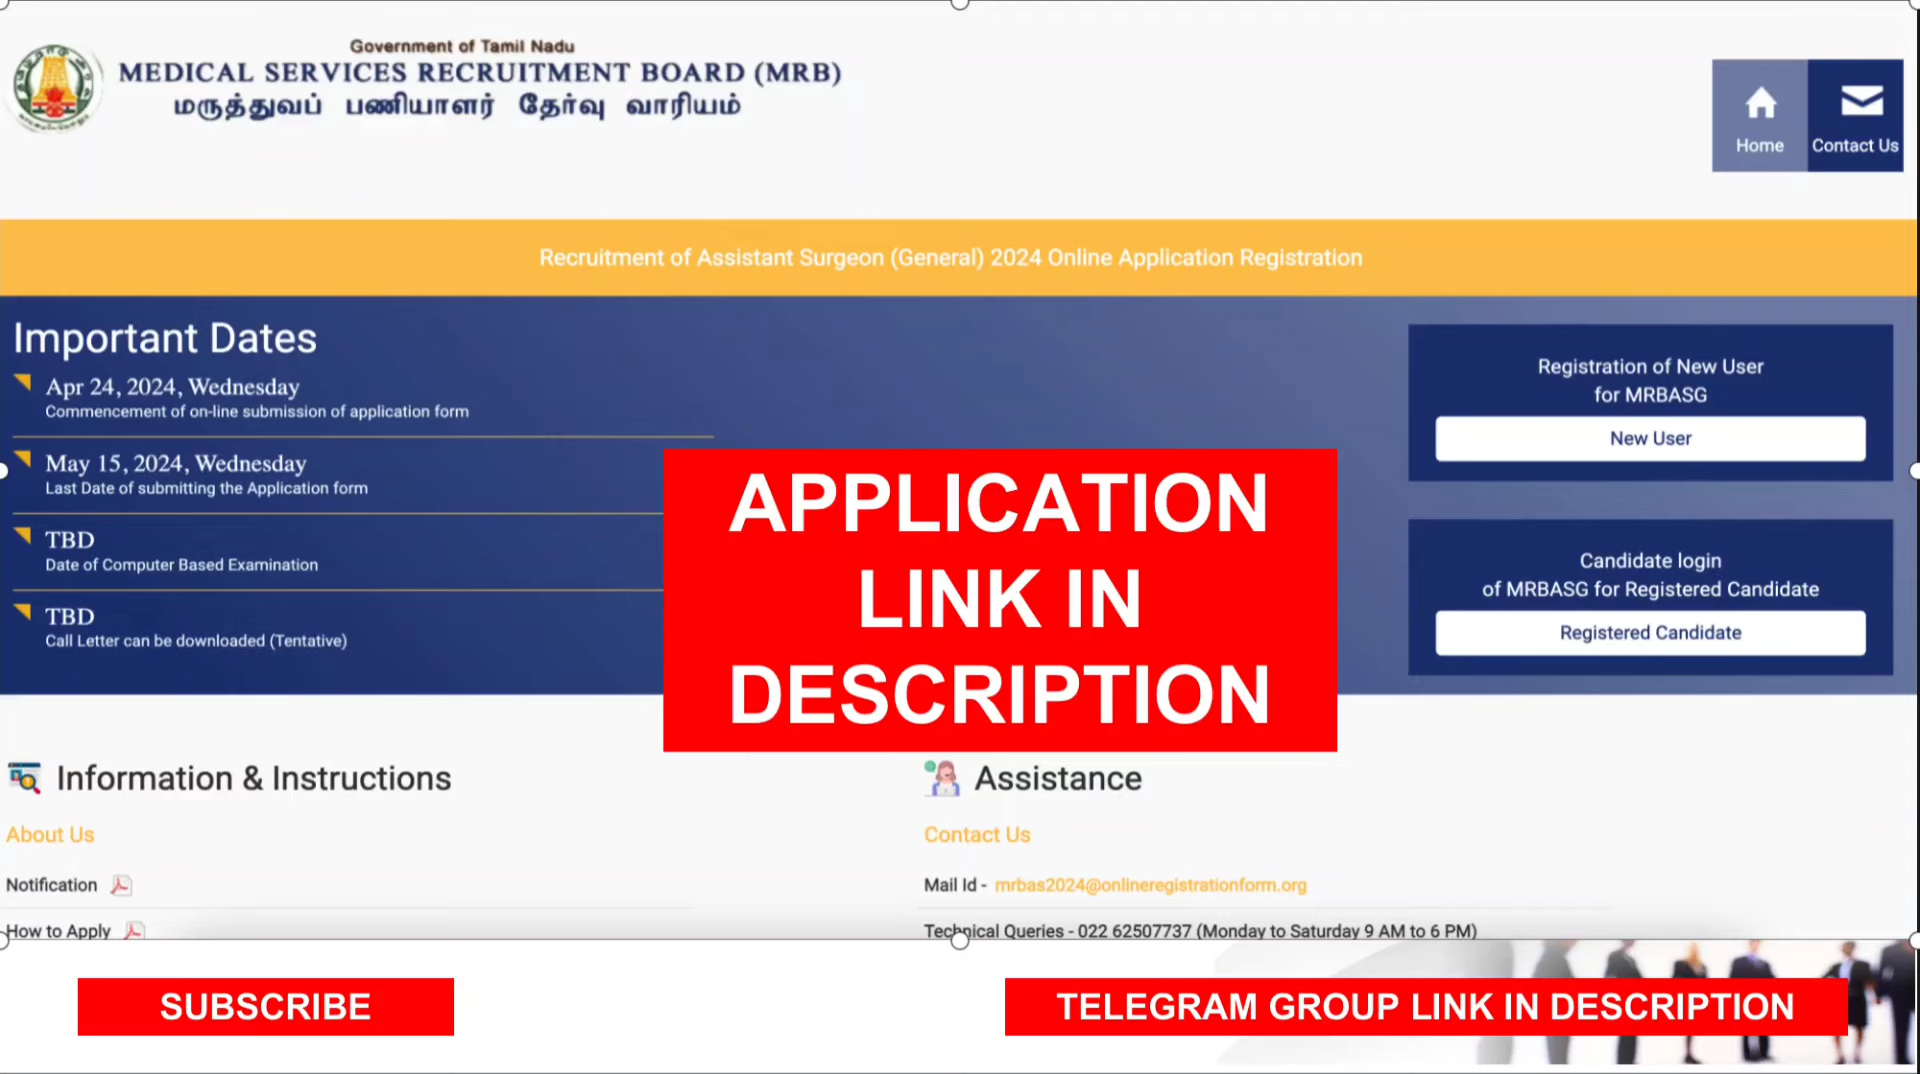 Government of Tamil Nadu
MEDICAL SERVICES RECRUITMENT BOARD (MRB)
மருத்துவப் பணியாளர் தேர்வு வாரியம்
Home
Contact Us
Recruitment of Assistant Surgeon (General) 2024 Online Application Registration
Important Dates
Apr 24, 2024, Wednesday
Commencement of on-line submission of application form
May 15, 2024, Wednesday
Last Date of submitting the Application form
TBD
Date of Computer Based Examination
TBD
Call Letter can be downloaded (Tentative)
APPLICATION
LINK IN
DESCRIPTION
Registration of New User
for MRBASG
New User
Candidate login
of MRBASG for Registered Candidate
Registered Candidate
Information & Instructions
About Us
Notification
How to Apply
Assistance
Contact Us
Mail Id - mrbas2024@onlineregistrationform.org
Technical Queries - 022 62507737 (Monday to Saturday 9 AM to 6 PM)
SUBSCRIBE
TELEGRAM GROUP LINK IN DESCRIPTION